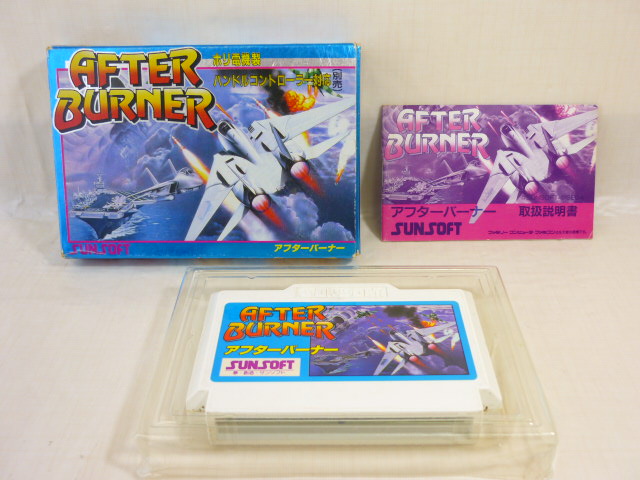 AFTER
BURNER
ホリ電機製
ハンドルコントローラー対応
(別売)
SUNSOFT
アフターバーナー
AFTER
BURNER
アフターバーナー
取扱説明書
SUNSOFT
AFTER
BURNER
アフターバーナー
SUNSOFT